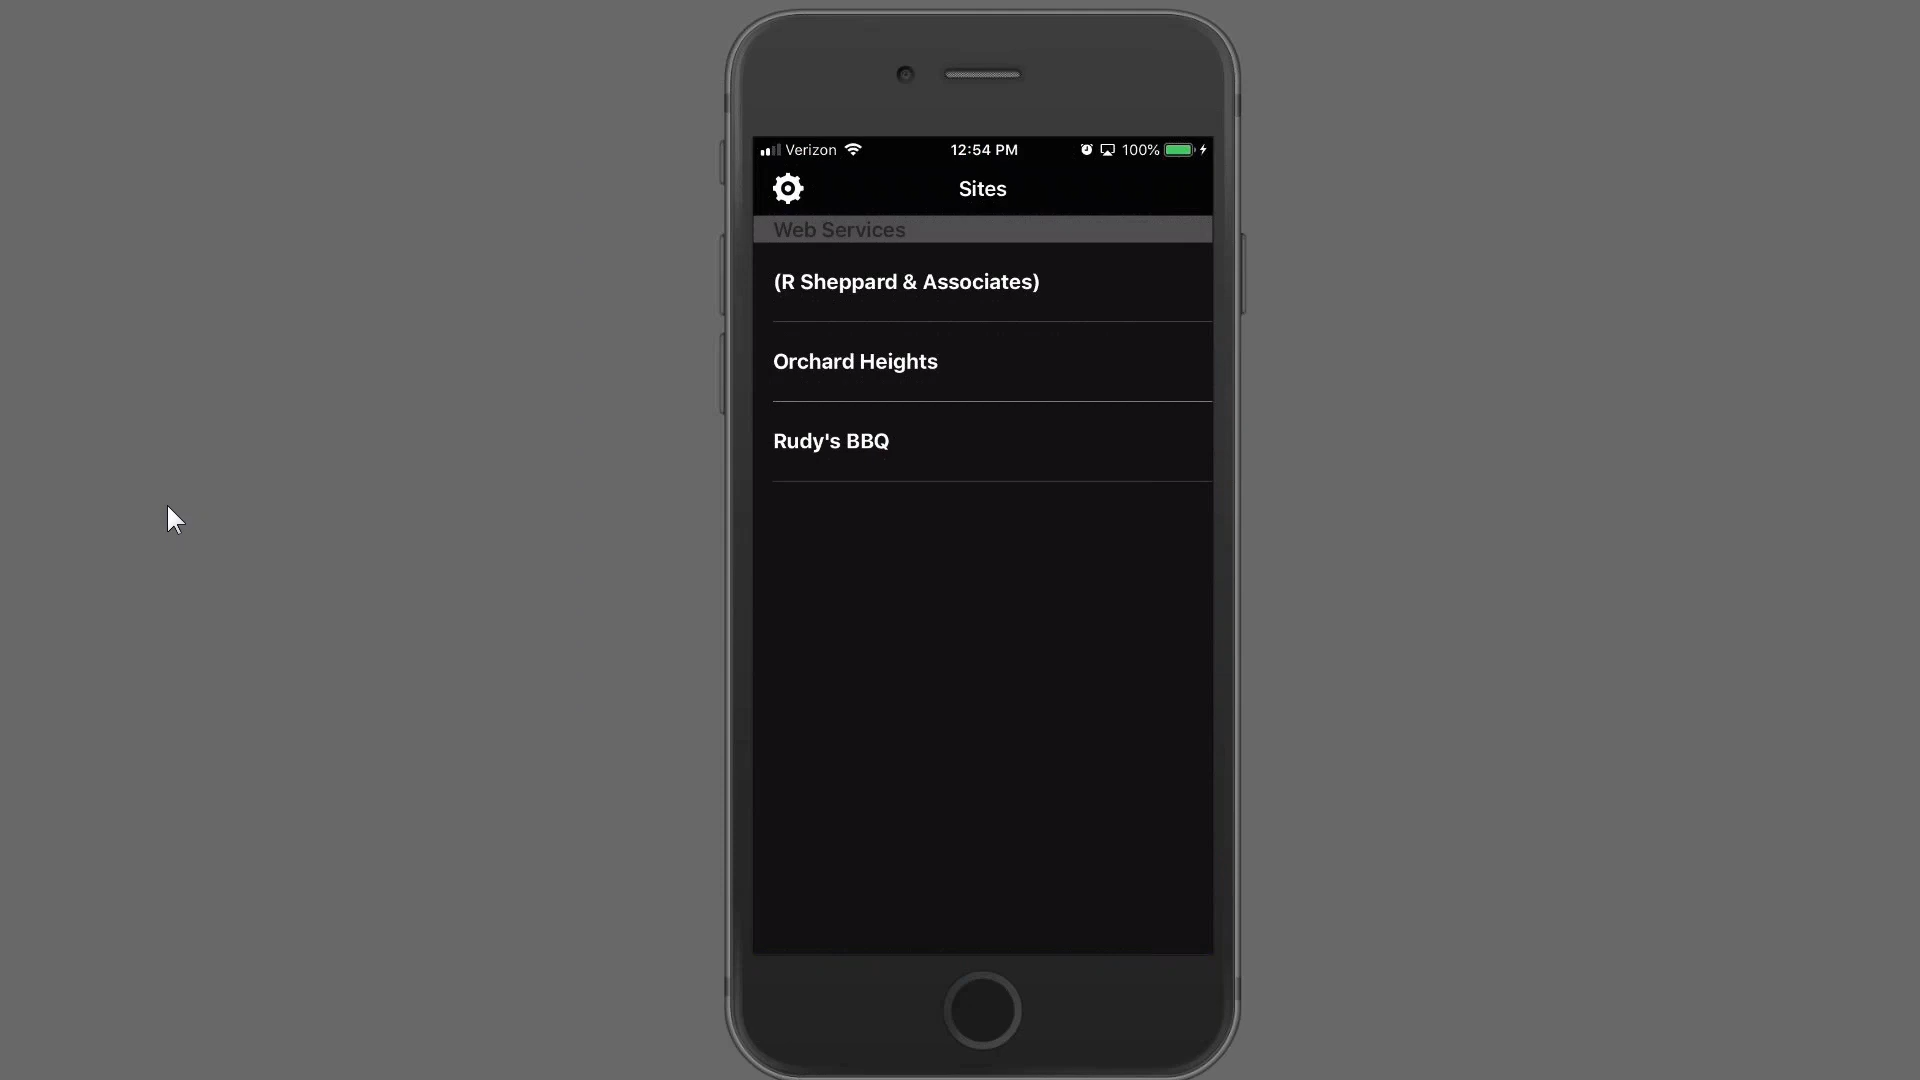 Verizon 12:54 PM 100%
Sites
Web Services
(R Sheppard & Associates)
Orchard Heights
Rudy's BBQ